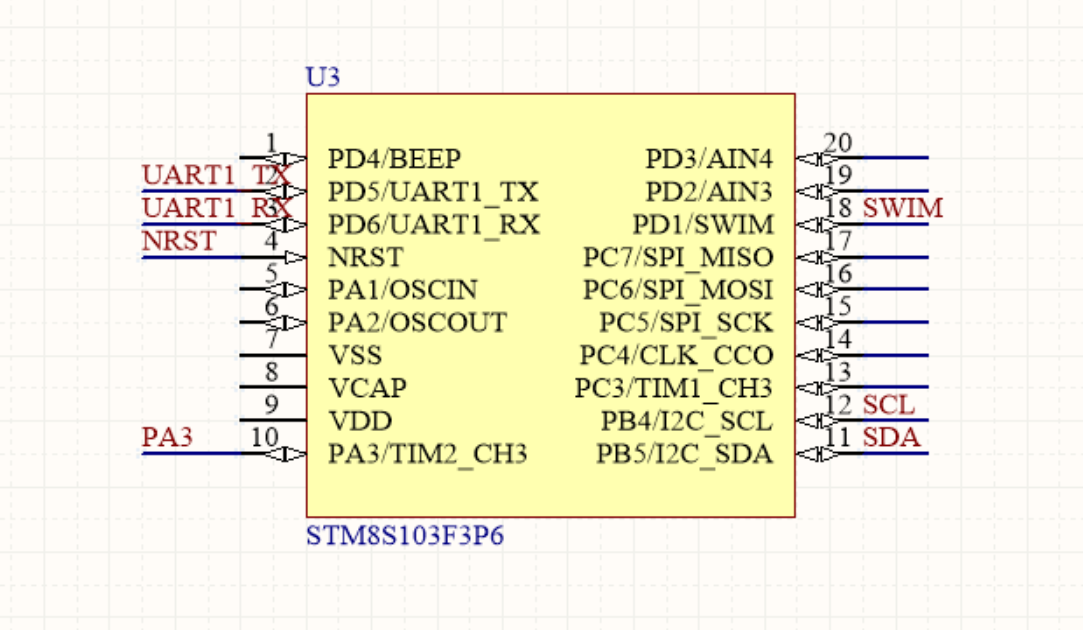 U3
1 PD4/BEEP PD3/AIN4 20
UART1_TX 2 PD5/UART1_TX PD2/AIN3 19
UART1_RX 3 PD6/UART1_RX PD1/SWIM 18 SWIM
NRST 4 NRST PC7/SPI_MISO 17
5 PA1/OSCIN PC6/SPI_MOSI 16
6 PA2/OSCOUT PC5/SPI_SCK 15
7 VSS PC4/CLK_CCO 14
8 VCAP PC3/TIM1_CH3 13
9 VDD PB4/I2C_SCL 12 SCL
PA3 10 PA3/TIM2_CH3 PB5/I2C_SDA 11 SDA
STM8S103F3P6